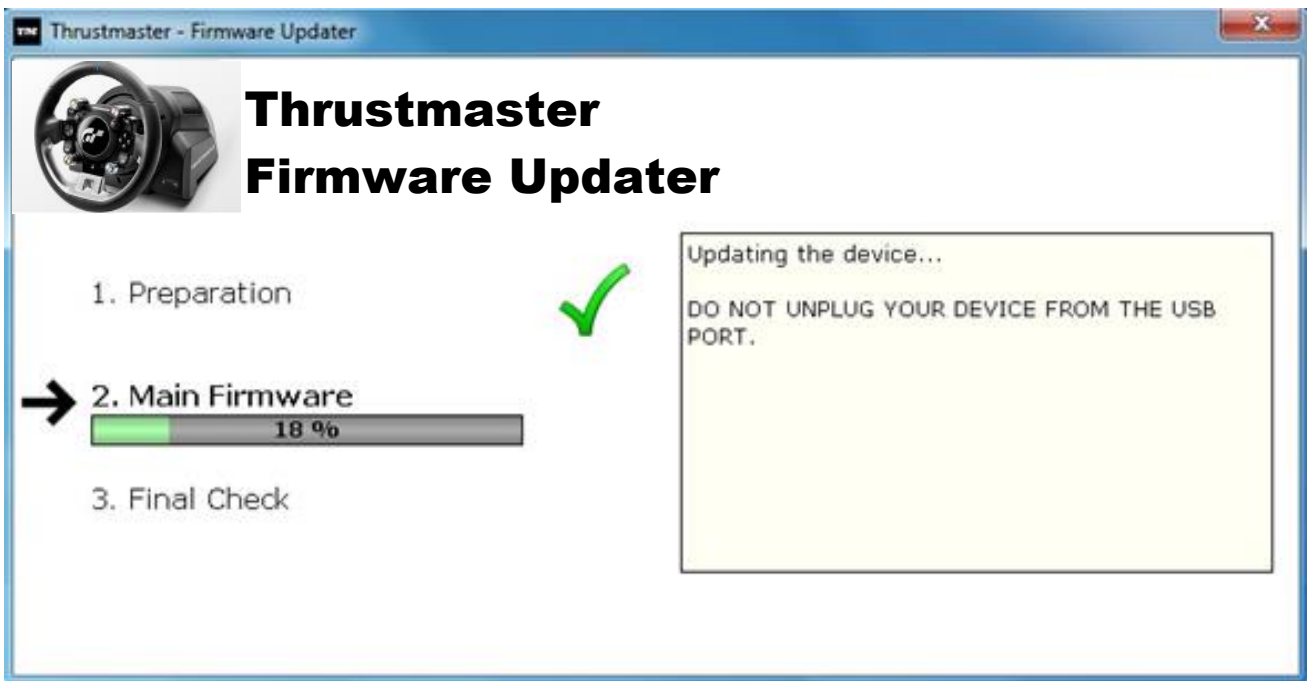 Thrustmaster - Firmware Updater
Thrustmaster
Firmware Updater
1. Preparation
2. Main Firmware
18 %
3. Final Check
Updating the device...
DO NOT UNPLUG YOUR DEVICE FROM THE USB
PORT.